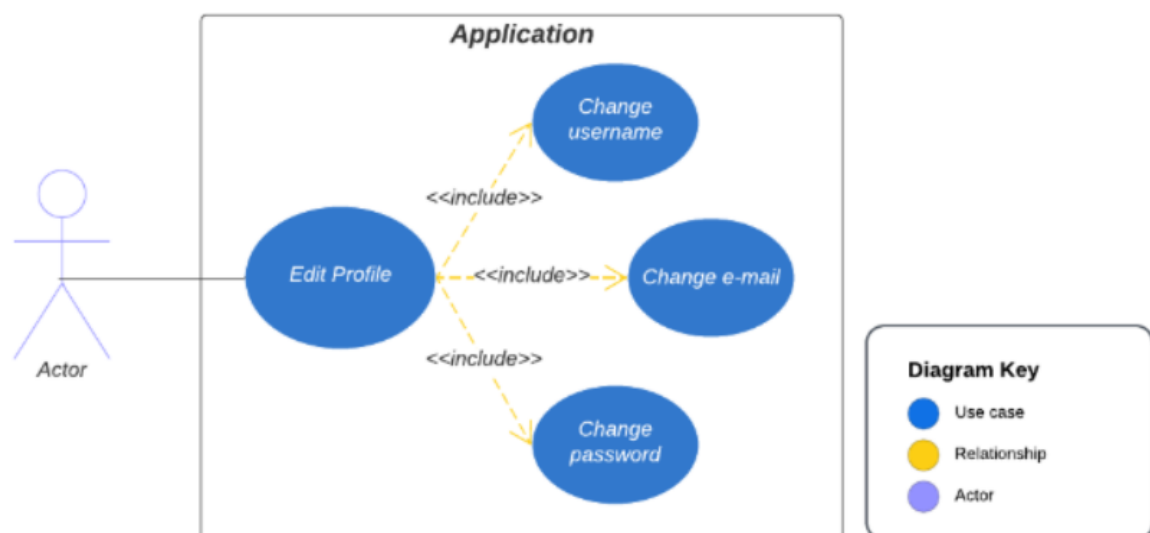 Application
Change
username
<<include>>
Edit Profile
<<include>>
Change e-mail
<<include>>
Actor
Change
password
Diagram Key
Use case
Relationship
Actor